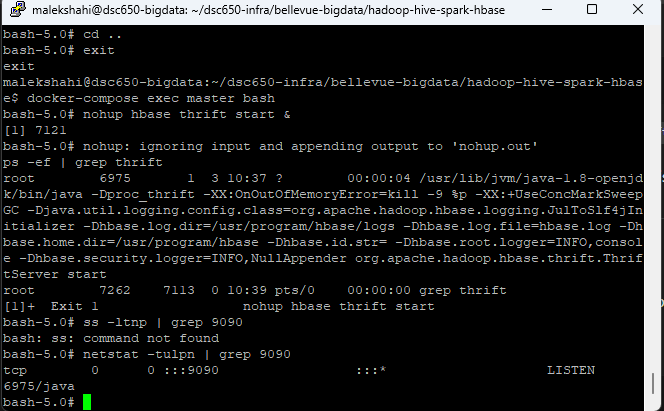 malekshahi@dsc650-bigdata: ~/dsc650-infra/bellevue-bigdata/hadoop-hive-spark-hbase
bash-5.0# cd ..
bash-5.0# exit
exit
malekshahi@dsc650-bigdata:~/dsc650-infra/bellevue-bigdata/hadoop-hive-spark-hbas
e$ docker-compose exec master bash
bash-5.0# nohup hbase thrift start &
[1] 7121
bash-5.0# nohup: ignoring input and appending output to 'nohup.out'
ps -ef | grep thrift
root 6975 1 3 10:37 ? 00:00:04 /usr/lib/jvm/java-1.8-openjd
k/bin/java -Dproc_thrift -XX:OnOutOfMemoryError=kill -9 %p -XX:+UseConcMarkSweep
GC -Djava.util.logging.config.class=org.apache.hadoop.hbase.logging.JulToSlf4jIn
itializer -Dhbase.log.dir=/usr/program/hbase/logs -Dhbase.log.file=hbase.log -Dh
base.home.dir=/usr/program/hbase -Dhbase.id.str= -Dhbase.root.logger=INFO,consol
e -Dhbase.security.logger=INFO,NullAppender org.apache.hadoop.hbase.thrift.Thrif
tServer start
root 7262 7113 0 10:39 pts/0 00:00:00 grep thrift
[1]+ Exit 1 nohup hbase thrift start
bash-5.0# ss -ltnp | grep 9090
bash: ss: command not found
bash-5.0# netstat -tulpn | grep 9090
tcp 0 0 :::9090 :::* LISTEN
6975/java
bash-5.0#